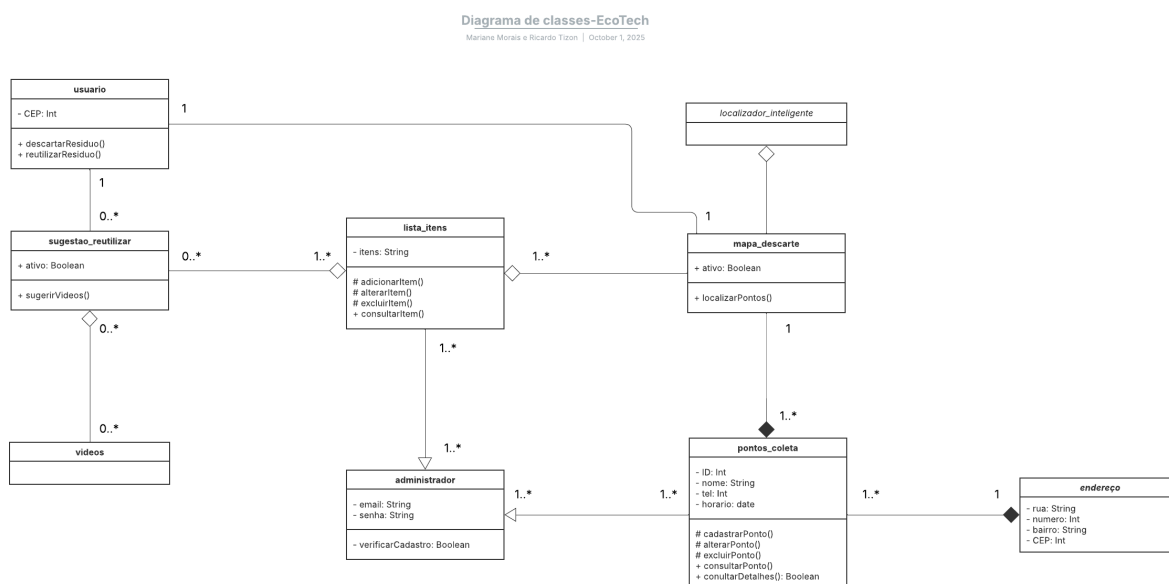 Diagrama de classes-EcoTech
Mariane Morais e Ricardo Tizon | October 1, 2025
usuario
- CEP: Int
+ descartarResiduo()
+ reutilizarResiduo()
1
1
0..*
sugestao_reutilizar
+ ativo: Boolean
+ sugerirVideos()
0..*
0..*
0..*
videos
lista_itens
- itens: String
# adicionarItem()
# alterarItem()
# excluirItem()
+ consultarItem()
1..*
1..*
1..*
1..*
administrador
- email: String
- senha: String
- verificarCadastro: Boolean
1..*
localizador_inteligente
1
mapa_descarte
+ ativo: Boolean
+ localizarPontos()
1
1..*
pontos_coleta
- ID: Int
- nome: String
- tel: Int
- horario: date
# cadastrarPonto()
# alterarPonto()
# excluirPonto()
+ consultarPonto()
+ conultarDetalhes(): Boolean
1..*
1..*
1
endereço
- rua: String
- numero: Int
- bairro: String
- CEP: Int